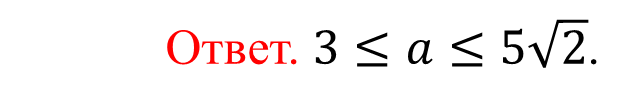 Ответ. 3 ≤ a ≤ 5√2.